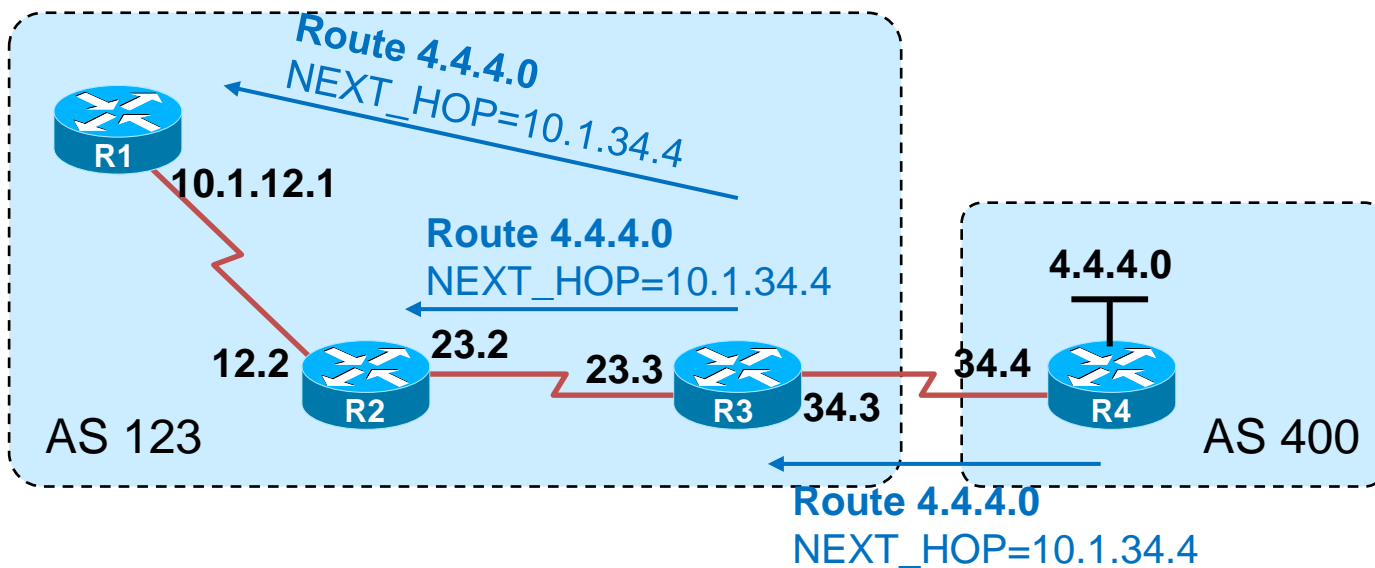 Route 4.4.4.0
NEXT_HOP=10.1.34.4
R1
10.1.12.1
Route 4.4.4.0
NEXT_HOP=10.1.34.4
4.4.4.0
12.2
23.2
23.3
34.4
R2
R3
34.3
R4
AS 123
AS 400
Route 4.4.4.0
NEXT_HOP=10.1.34.4